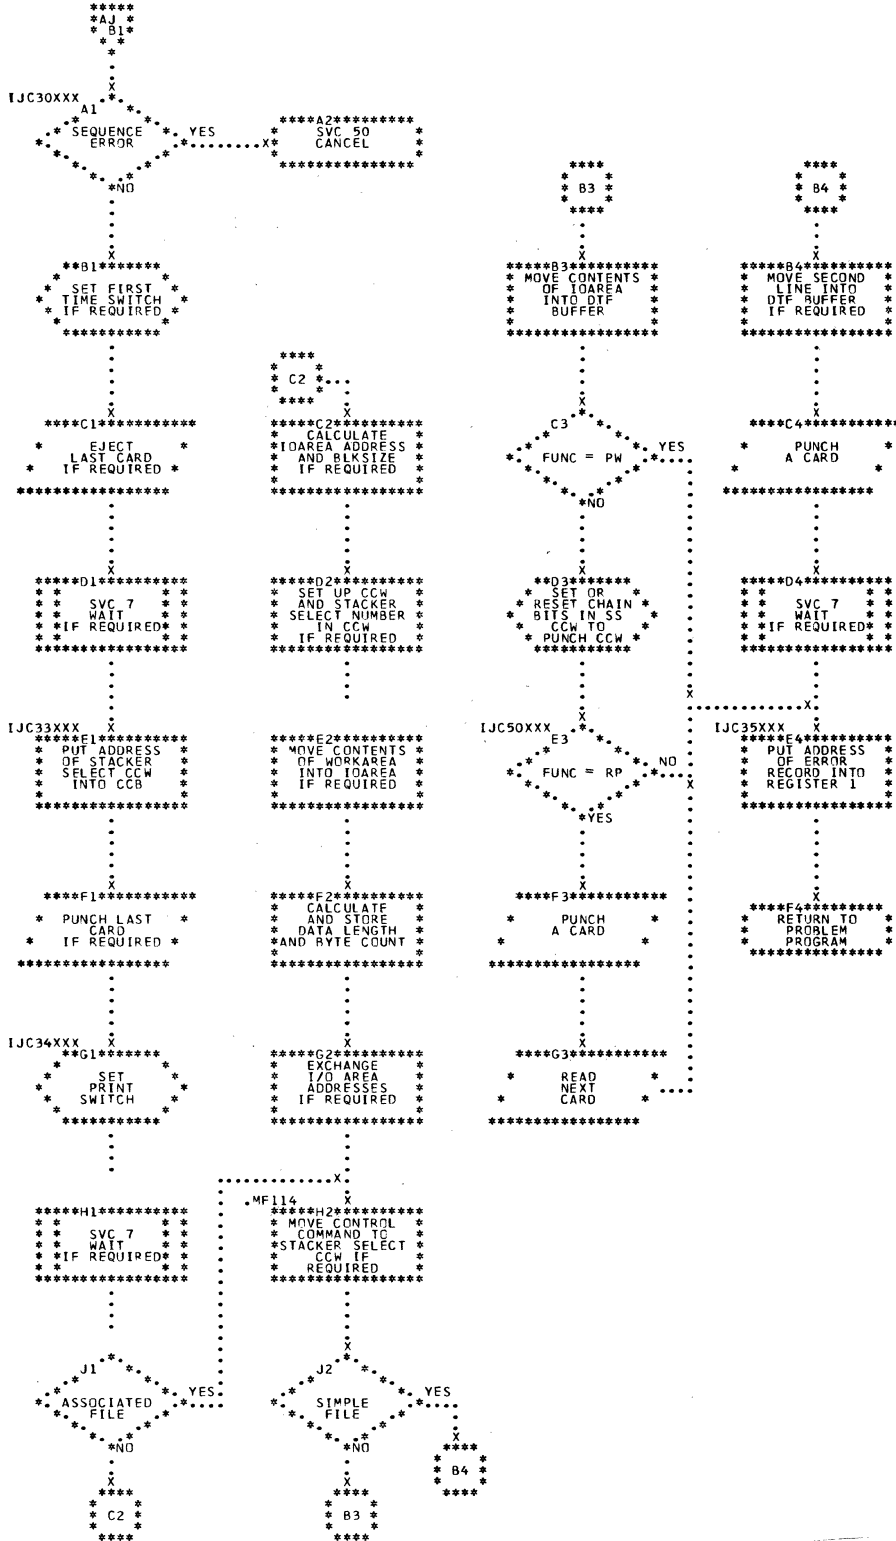 AJ
B1
IJC30XXX
A1
SEQUENCE
ERROR
YES
NO
A2
SVC 50
CANCEL
B1
SET FIRST
TIME SWITCH
IF REQUIRED
C1
EJECT
LAST CARD
IF REQUIRED
D1
SVC 7
WAIT
IF REQUIRED
IJC33XXX
E1
PUT ADDRESS
OF STACKER
SELECT CCW
INTO CCB
F1
PUNCH LAST
CARD
IF REQUIRED
IJC34XXX
G1
SET
PRINT
SWITCH
H1
SVC 7
WAIT
IF REQUIRED
J1
ASSOCIATED
FILE
YES
NO
C2
C2
C2
CALCULATE
IOAREA ADDRESS
AND BLKSIZE
IF REQUIRED
D2
SET UP CCW
AND STACKER
SELECT NUMBER
IN CCW
IF REQUIRED
E2
MOVE CONTENTS
OF WORKAREA
INTO IOAREA
IF REQUIRED
F2
CALCULATE
AND STORE
DATA LENGTH
AND BYTE COUNT
G2
EXCHANGE
I/O AREA
ADDRESSES
IF REQUIRED
.MF114
H2
MOVE CONTROL
COMMAND TO
STACKER SELECT
CCW IF
REQUIRED
J2
SIMPLE
FILE
YES
NO
B4
B3
B3
B3
MOVE CONTENTS
OF IOAREA
INTO DTF
BUFFER
C3
FUNC = PW
YES
NO
D3
SET OR
RESET CHAIN
BITS IN SS
CCW TO
PUNCH CCW
IJC50XXX
E3
FUNC = RP
NO
YES
F3
PUNCH
A CARD
G3
READ
NEXT
CARD
B4
B4
MOVE SECOND
LINE INTO
DTF BUFFER
IF REQUIRED
C4
PUNCH
A CARD
D4
SVC 7
WAIT
IF REQUIRED
IJC35XXX
E4
PUT ADDRESS
OF ERROR
RECORD INTO
REGISTER 1
F4
RETURN TO
PROBLEM
PROGRAM